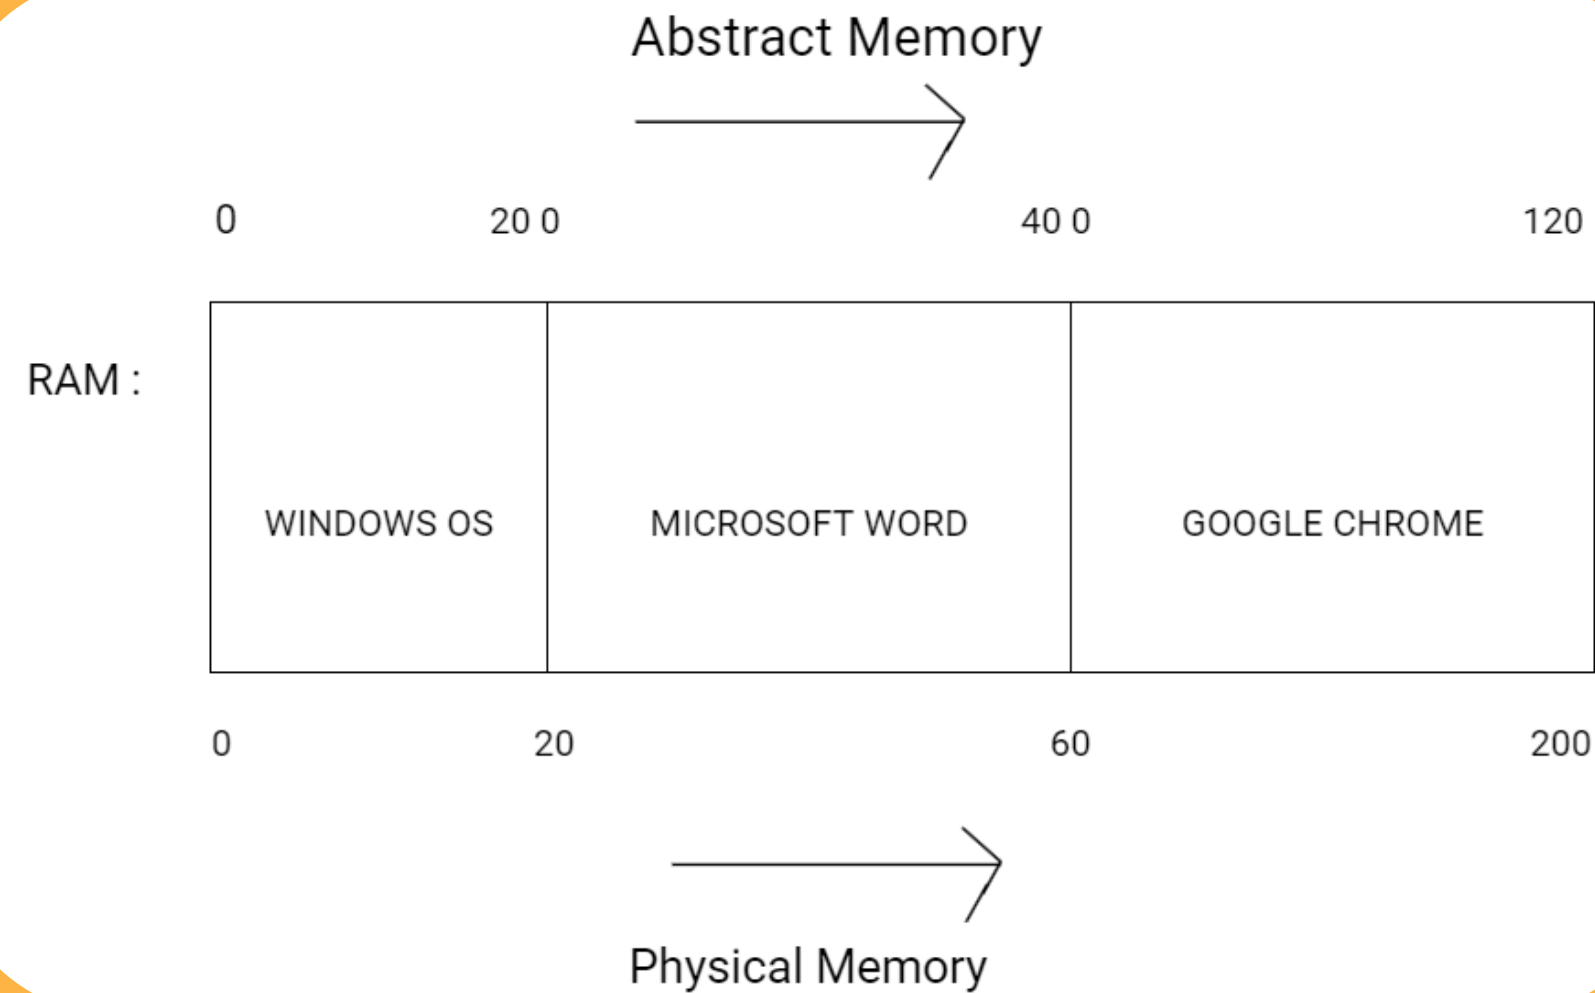 Abstract Memory
0 20 0 40 0 120
RAM :
WINDOWS OS MICROSOFT WORD GOOGLE CHROME
0 20 60 200
Physical Memory